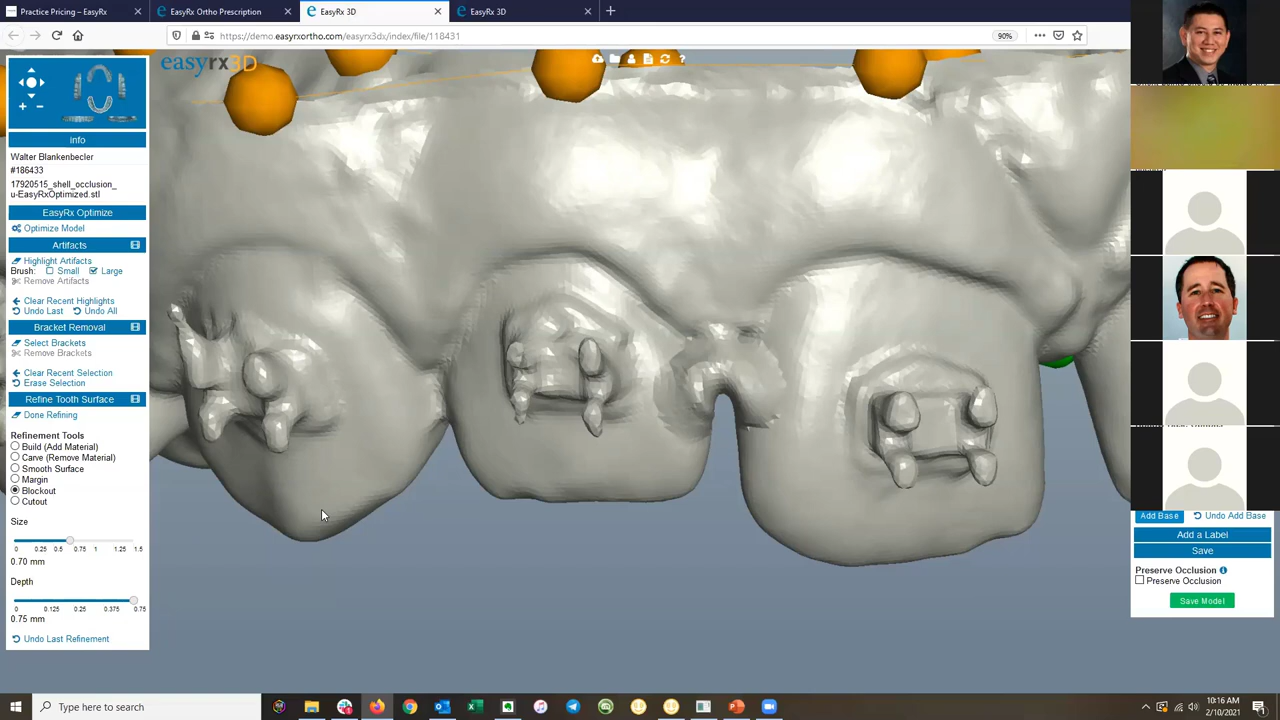 Practice Pricing – EasyRx
EasyRx Ortho Prescription
EasyRx 3D
EasyRx 3D
https://demo.easyrxortho.com/easyrx3dx/index/file/118431
90%
easyrx3D
?
Info
Walter Blankenbecler
#186433
17920515_shell_occlusion_
u-EasyRxOptimized.stl
EasyRx Optimize
Optimize Model
Artifacts
Highlight Artifacts
Brush: Small Large
Remove Artifacts
Clear Recent Highlights
Undo Last Undo All
Bracket Removal
Select Brackets
Remove Brackets
Clear Recent Selection
Erase Selection
Refine Tooth Surface
Done Refining
Refinement Tools
Build (Add Material)
Carve (Remove Material)
Smooth Surface
Margin
Blockout
Cutout
Size
0 0.25 0.5 0.75 1 1.25 1.5
0.70 mm
Depth
0 0.125 0.25 0.375 0.75
0.75 mm
Undo Last Refinement
Add Base Undo Add Base
Add a Label
Save
Preserve Occlusion
Preserve Occlusion
Save Model
Type here to search
10:16 AM
2/10/2021